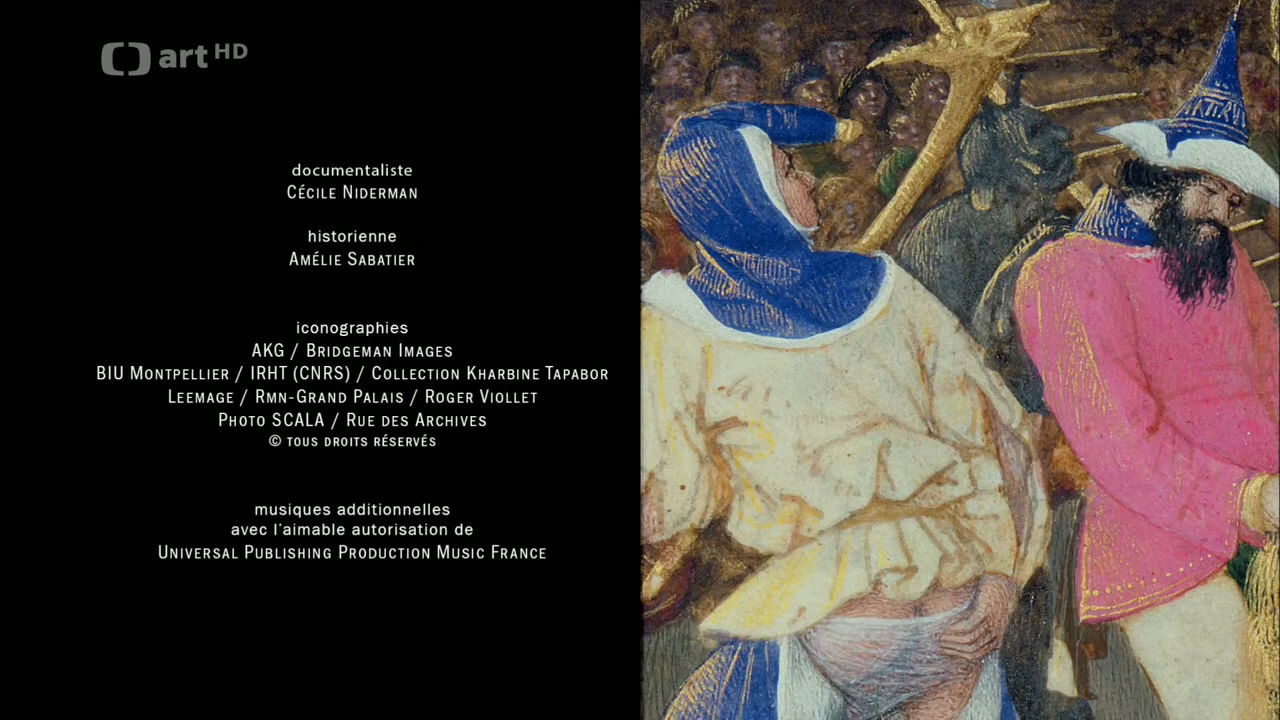 art HD
documentaliste
CÉCILE NIDERMAN
historienne
AMÉLIE SABATIER
iconographies
AKG / BRIDGEMAN IMAGES
BIU MONTPELLIER / IRHT (CNRS) / COLLECTION KHARBINE TAPABOR
LEEMAGE / RMN-GRAND PALAIS / ROGER VIOLLET
PHOTO SCALA / RUE DES ARCHIVES
© TOUS DROITS RÉSERVÉS
musiques additionnelles
avec l'aimable autorisation de
UNIVERSAL PUBLISHING PRODUCTION MUSIC FRANCE